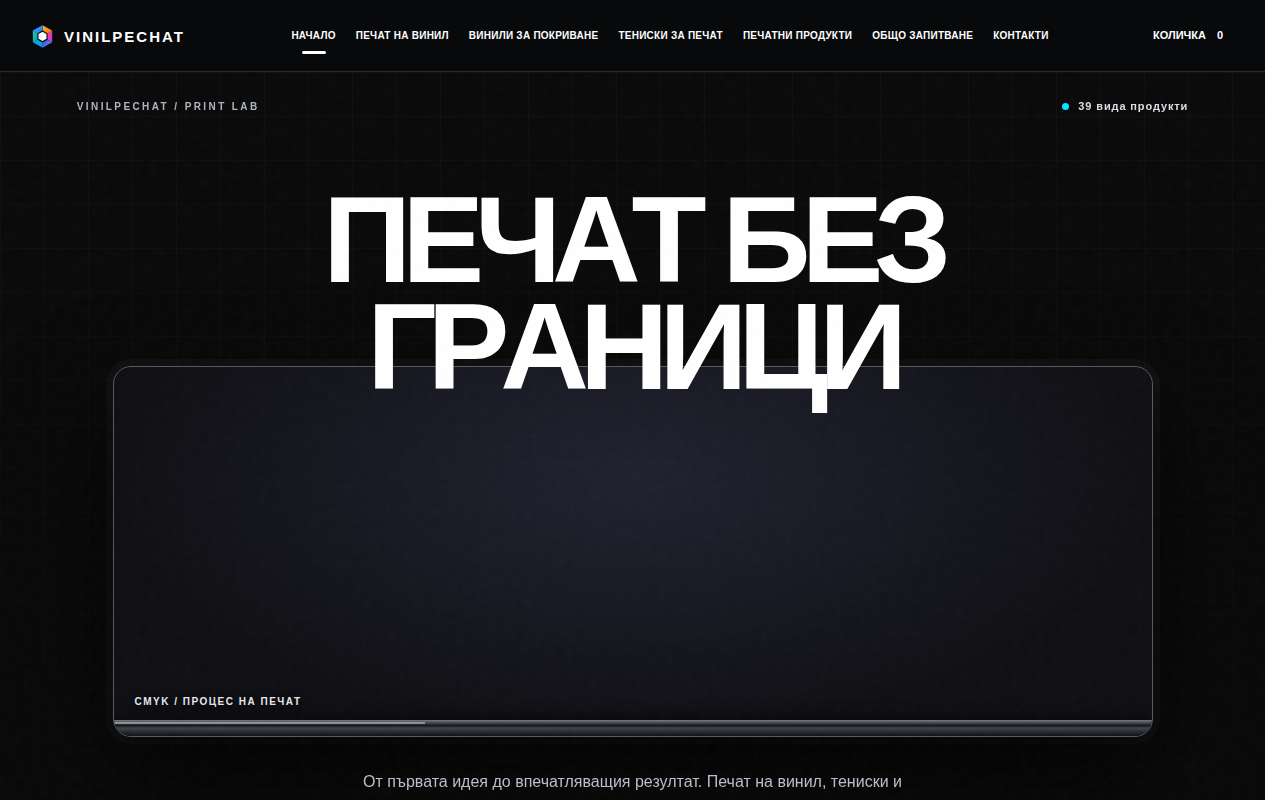 VINILPECHAT
НАЧАЛО
ПЕЧАТ НА ВИНИЛ
ВИНИЛИ ЗА ПОКРИВАНЕ
ТЕНИСКИ ЗА ПЕЧАТ
ПЕЧАТНИ ПРОДУКТИ
ОБЩО ЗАПИТВАНЕ
КОНТАКТИ
КОЛИЧКА 0
VINILPECHAT / PRINT LAB
39 вида продукти
ПЕЧАТ БЕЗ
ГРАНИЦИ
CMYK / ПРОЦЕС НА ПЕЧАТ
От първата идея до впечатляващия резултат. Печат на винил, тениски и